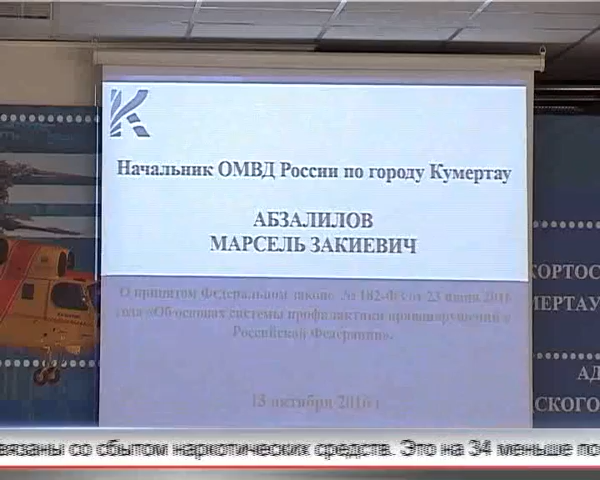 Начальник ОМВД России по городу Кумертау
АБЗАЛИЛОВ
МАРСЕЛЬ ЗАКИЕВИЧ
О принятом Федеральном законе № 182-ФЗ от 23 июня 2016
года «Об основах системы профилактики правонарушений в
Российской Федерации».
13 октября 2016 г
КОРТОС
МЕРТАУ
АД
СКОГО
вязаны со сбытом наркотических средств. Это на 34 меньше по